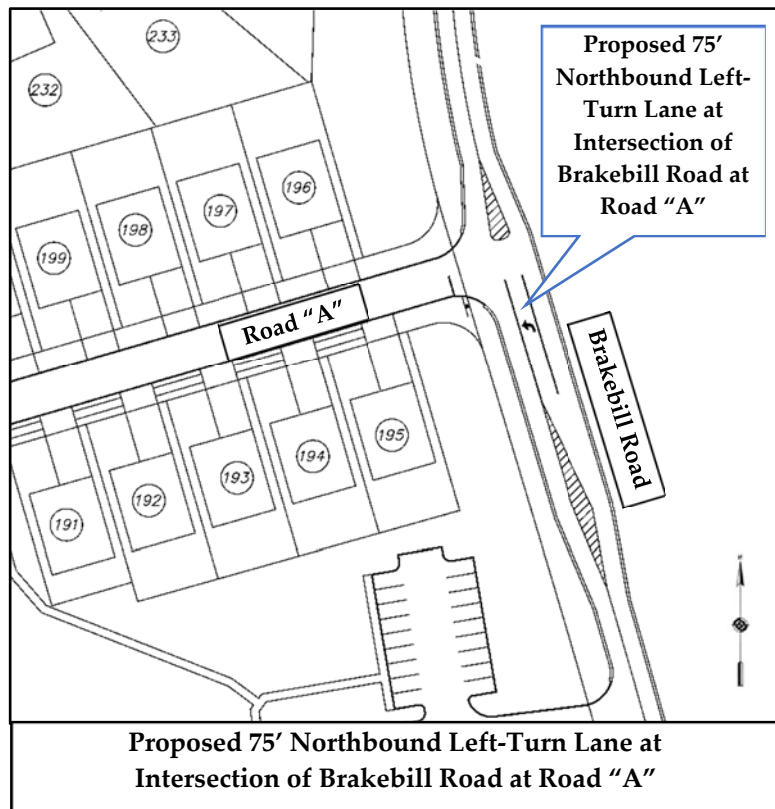 233
232
Proposed 75’
Northbound Left-
Turn Lane at
Intersection of
Brakebill Road at
Road “A”
196
197
198
199
Road “A”
Brakebill Road
195
194
193
192
191
Proposed 75’ Northbound Left-Turn Lane at
Intersection of Brakebill Road at Road “A”